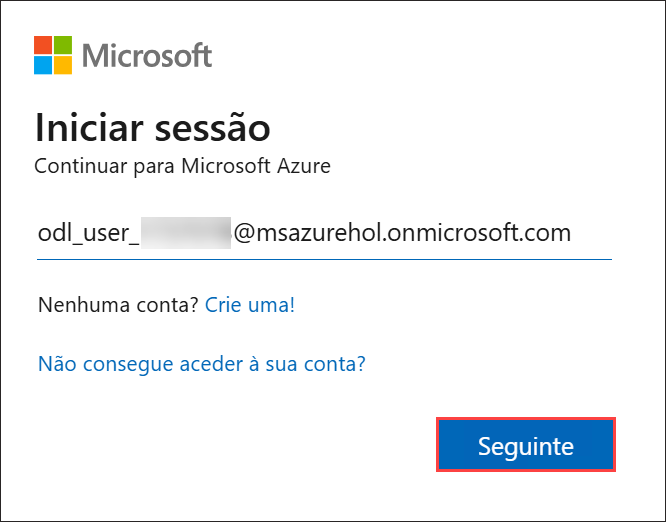 Microsoft
Iniciar sessão
Continuar para Microsoft Azure
odl_user_ @msazurehol.onmicrosoft.com
Nenhuma conta? Crie uma!
Não consegue aceder à sua conta?
Seguinte